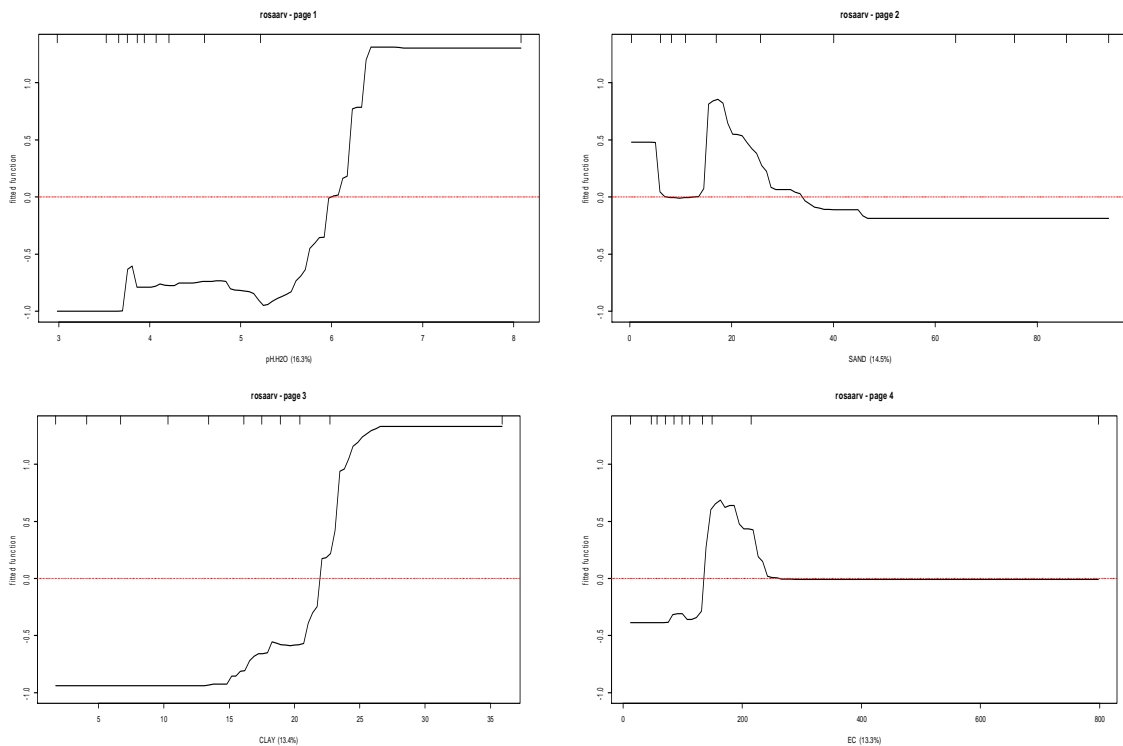 rosaarv - page 1
fitted function
1.0
0.5
0.0
-0.5
-1.0
3 4 5 6 7 8
pH.H2O (16.3%)
rosaarv - page 2
fitted function
1.0
0.5
0.0
-0.5
-1.0
0 20 40 60 80
SAND (14.5%)
rosaarv - page 3
fitted function
1.0
0.5
0.0
-0.5
-1.0
5 10 15 20 25 30 35
CLAY (13.4%)
rosaarv - page 4
fitted function
1.0
0.5
0.0
-0.5
-1.0
0 200 400 600 800
EC (13.3%)